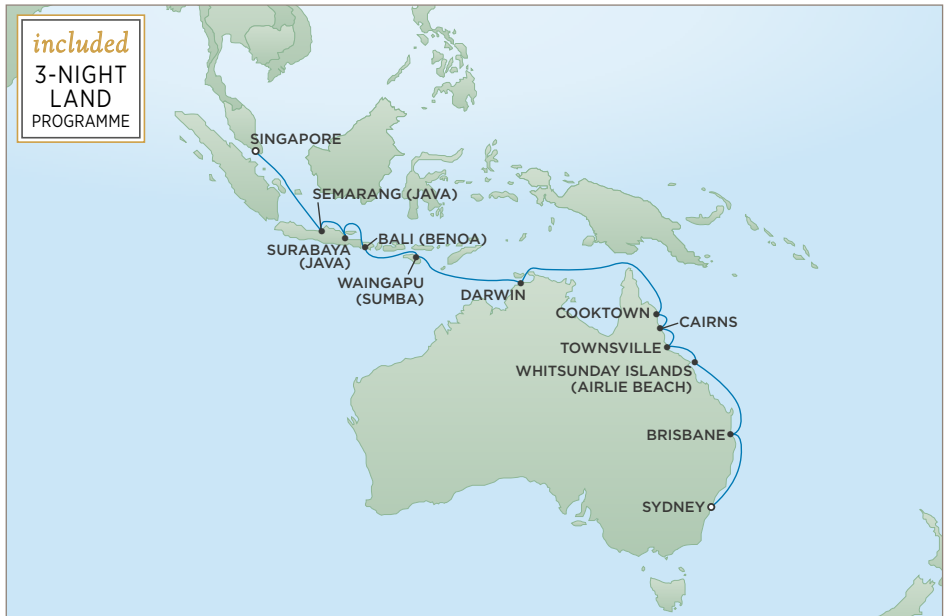 included
3-NIGHT
LAND
PROGRAMME
SINGAPORE
SEMARANG (JAVA)
SURABAYA
(JAVA)
BALI (BENOA)
WAINGAPU
(SUMBA)
DARWIN
COOKTOWN
CAIRNS
TOWNSVILLE
WHITSUNDAY ISLANDS
(AIRLIE BEACH)
BRISBANE
SYDNEY